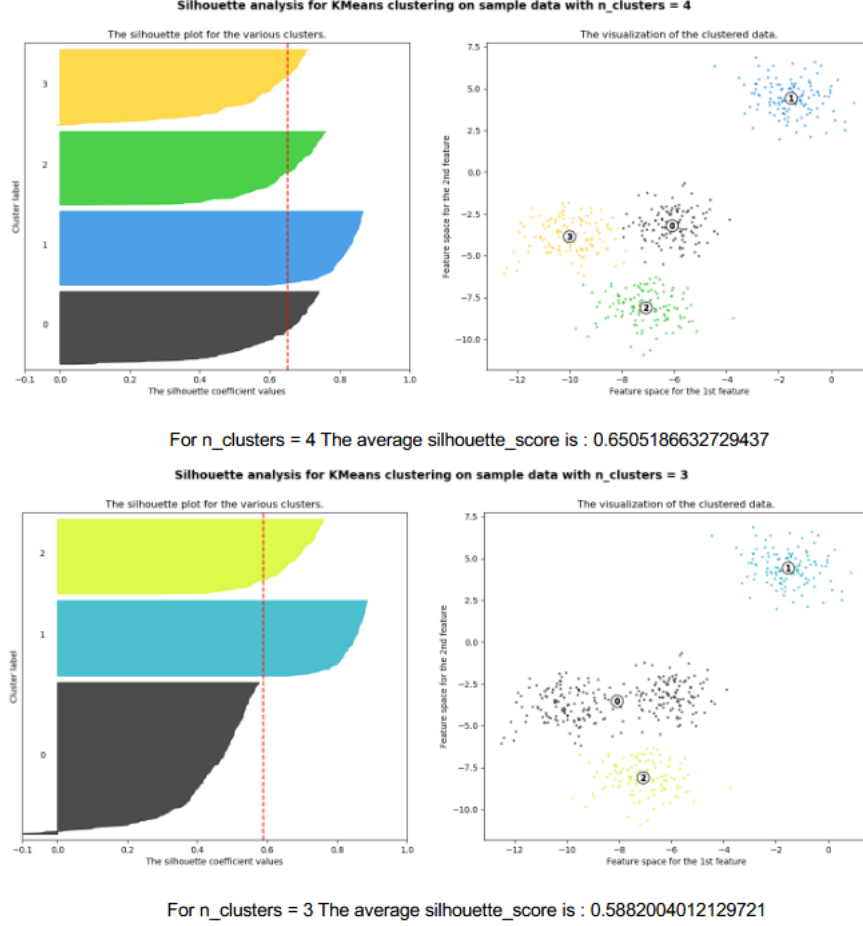 Silhouette analysis for KMeans clustering on sample data with n_clusters = 4
The silhouette plot for the various clusters.
Cluster label
3
2
1
0
−0.1 0.0 0.2 0.4 0.6 0.8 1.0
The silhouette coefficient values
The visualization of the clustered data.
Feature space for the 2nd feature
7.5
5.0
2.5
0.0
−2.5
−5.0
−7.5
−10.0
1
0
3
2
−12 −10 −8 −6 −4 −2 0
Feature space for the 1st feature
For n_clusters = 4 The average silhouette_score is : 0.6505186632729437
Silhouette analysis for KMeans clustering on sample data with n_clusters = 3
The silhouette plot for the various clusters.
Cluster label
2
1
0
−0.1 0.0 0.2 0.4 0.6 0.8 1.0
The silhouette coefficient values
The visualization of the clustered data.
Feature space for the 2nd feature
7.5
5.0
2.5
0.0
−2.5
−5.0
−7.5
−10.0
1
0
2
−12 −10 −8 −6 −4 −2 0
Feature space for the 1st feature
For n_clusters = 3 The average silhouette_score is : 0.5882004012129721